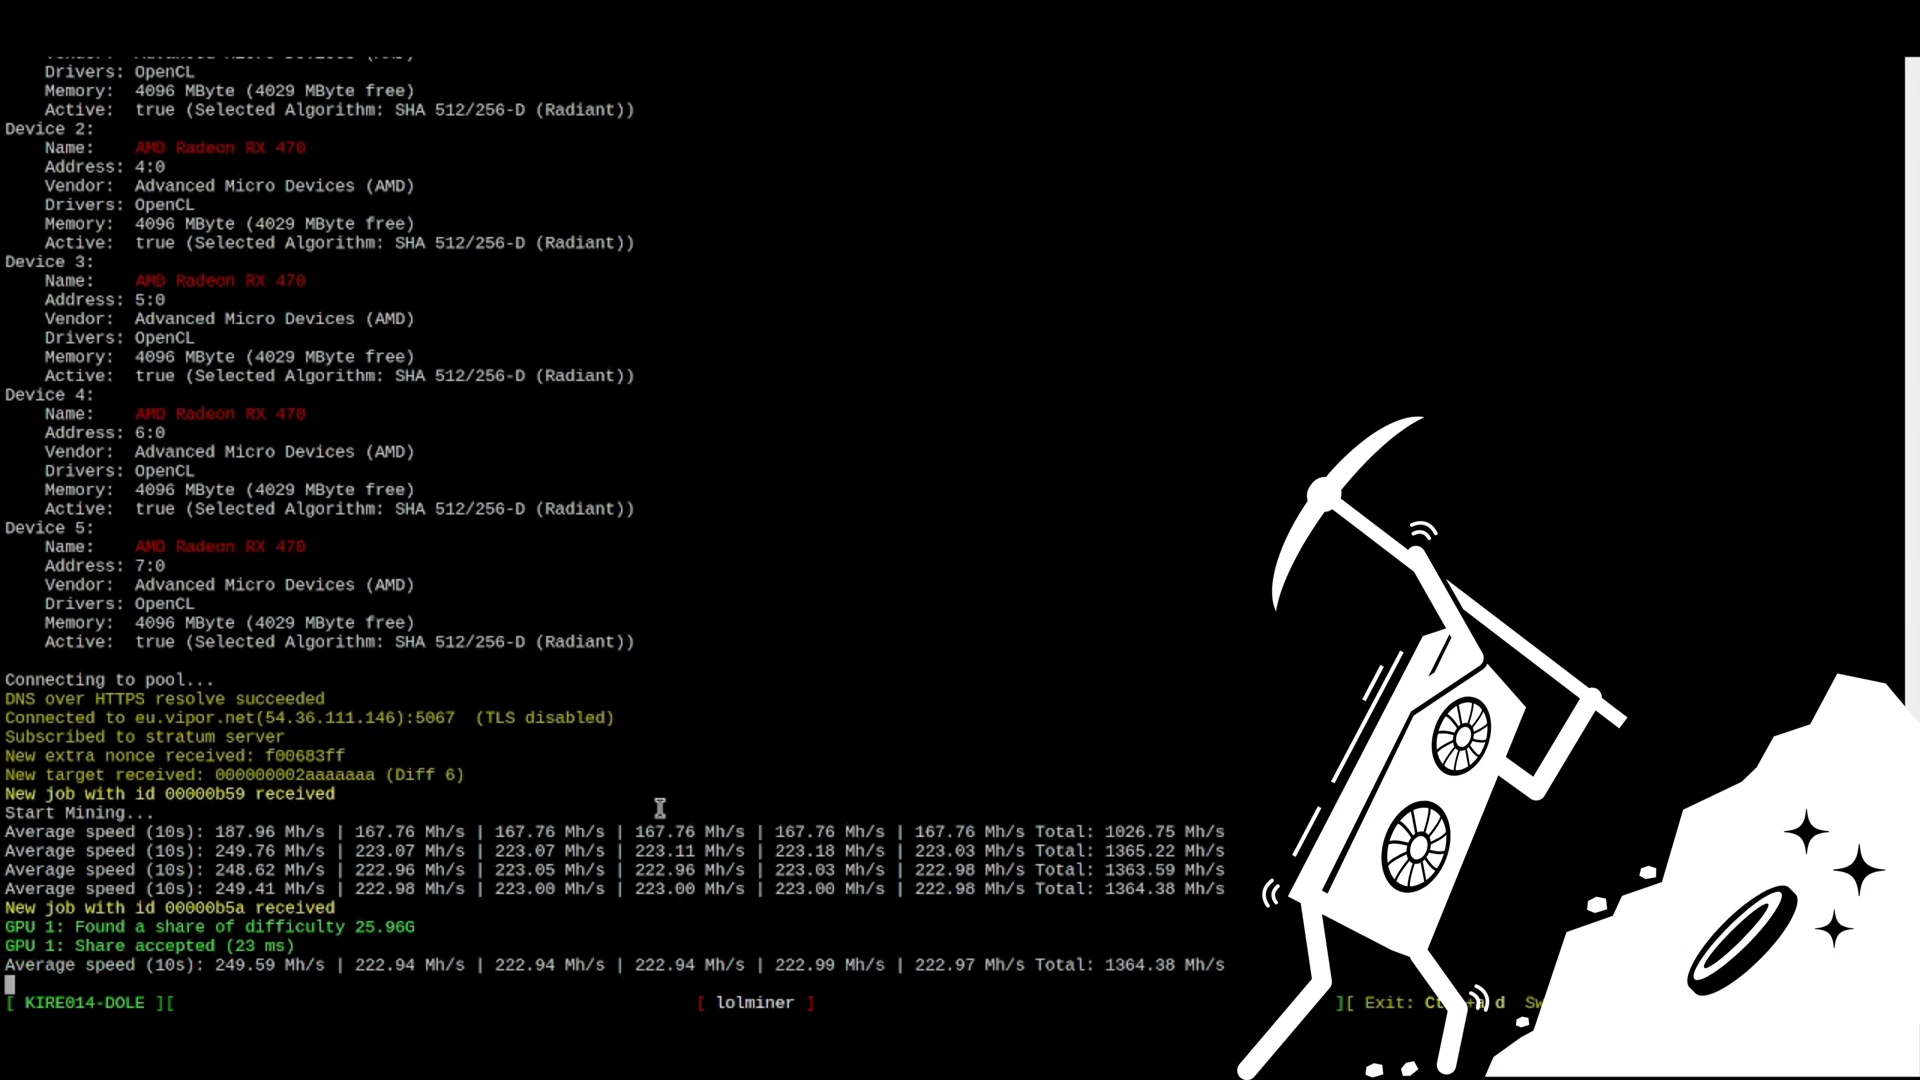 Vendor: Advanced Micro Devices (AMD)
Drivers: OpenCL
Memory: 4096 MByte (4029 MByte free)
Active: true (Selected Algorithm: SHA 512/256-D (Radiant))
Device 2:
Name: AMD Radeon RX 470
Address: 4:0
Vendor: Advanced Micro Devices (AMD)
Drivers: OpenCL
Memory: 4096 MByte (4029 MByte free)
Active: true (Selected Algorithm: SHA 512/256-D (Radiant))
Device 3:
Name: AMD Radeon RX 470
Address: 5:0
Vendor: Advanced Micro Devices (AMD)
Drivers: OpenCL
Memory: 4096 MByte (4029 MByte free)
Active: true (Selected Algorithm: SHA 512/256-D (Radiant))
Device 4:
Name: AMD Radeon RX 470
Address: 6:0
Vendor: Advanced Micro Devices (AMD)
Drivers: OpenCL
Memory: 4096 MByte (4029 MByte free)
Active: true (Selected Algorithm: SHA 512/256-D (Radiant))
Device 5:
Name: AMD Radeon RX 470
Address: 7:0
Vendor: Advanced Micro Devices (AMD)
Drivers: OpenCL
Memory: 4096 MByte (4029 MByte free)
Active: true (Selected Algorithm: SHA 512/256-D (Radiant))
Connecting to pool...
DNS over HTTPS resolve succeeded
Connected to eu.vipor.net(54.36.111.146):5067 (TLS disabled)
Subscribed to stratum server
New extra nonce received: f00683ff
New target received: 000000002aaaaaaa (Diff 6)
New job with id 00000b59 received
Start Mining...
Average speed (10s): 187.96 Mh/s | 167.76 Mh/s | 167.76 Mh/s | 167.76 Mh/s | 167.76 Mh/s | 167.76 Mh/s Total: 1026.75 Mh/s
Average speed (10s): 249.76 Mh/s | 223.07 Mh/s | 223.07 Mh/s | 223.11 Mh/s | 223.18 Mh/s | 223.03 Mh/s Total: 1365.22 Mh/s
Average speed (10s): 248.62 Mh/s | 222.96 Mh/s | 223.05 Mh/s | 222.96 Mh/s | 223.03 Mh/s | 222.98 Mh/s Total: 1363.59 Mh/s
Average speed (10s): 249.41 Mh/s | 222.98 Mh/s | 223.00 Mh/s | 223.00 Mh/s | 223.00 Mh/s | 222.98 Mh/s Total: 1364.38 Mh/s
New job with id 00000b5a received
GPU 1: Found a share of difficulty 25.96G
GPU 1: Share accepted (23 ms)
Average speed (10s): 249.59 Mh/s | 222.94 Mh/s | 222.94 Mh/s | 222.94 Mh/s | 222.99 Mh/s | 222.97 Mh/s Total: 1364.38 Mh/s
[ KIRE014-DOLE ][ [ lolminer ] ][ Exit: